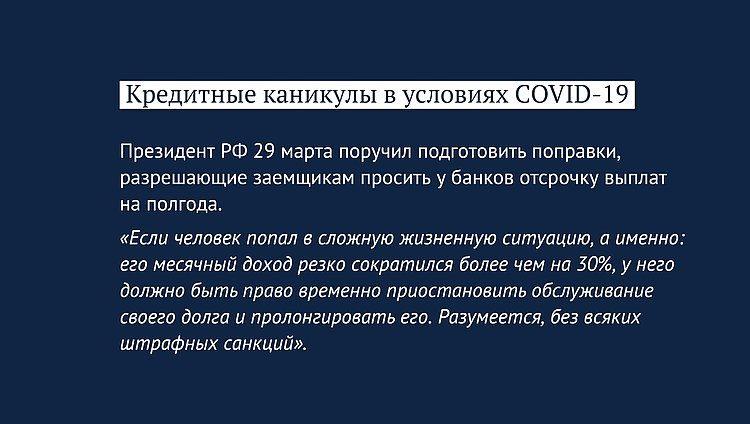 Кредитные каникулы в условиях COVID-19
Президент РФ 29 марта поручил подготовить поправки,
разрешающие заемщикам просить у банков отсрочку выплат
на полгода.
«Если человек попал в сложную жизненную ситуацию, а именно:
его месячный доход резко сократился более чем на 30%, у него
должно быть право временно приостановить обслуживание
своего долга и пролонгировать его. Разумеется, без всяких
штрафных санкций».